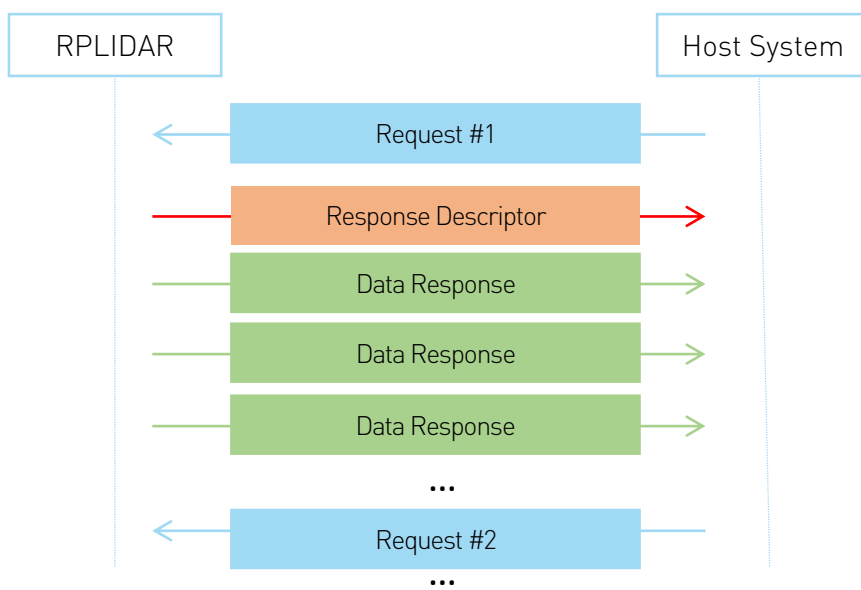 RPLIDAR
Host System
Request #1
Response Descriptor
Data Response
Data Response
Data Response
...
Request #2
...